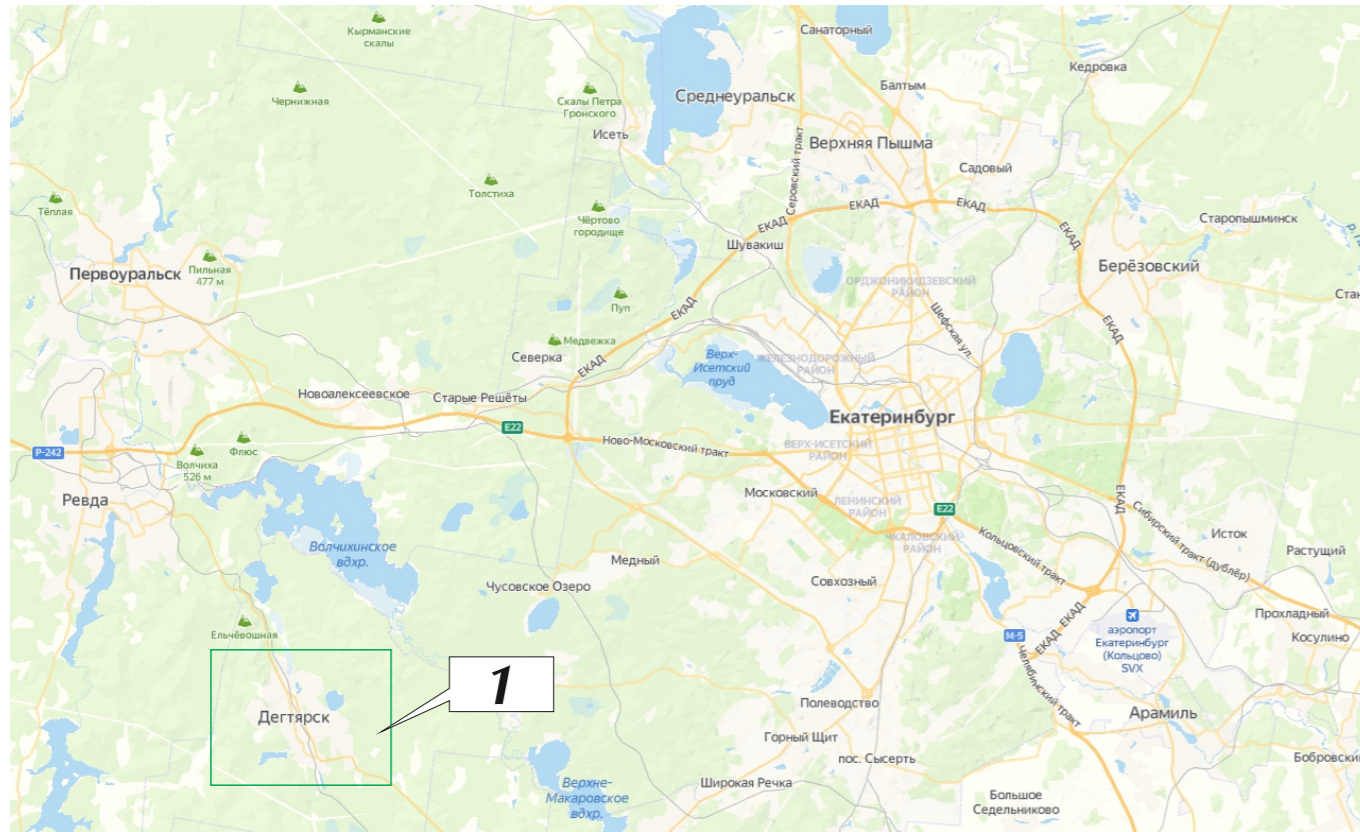 Кырманские
скалы
Санаторный
Кедровка
Чернижная
Скалы Петра
Гронского
Среднеуральск
Балтым
Исеть
Серовский тракт
Верхняя Пышма
Садовый
Толстиха
Тёплая
Чёртово
городище
ЕКАД
ЕКАД
ЕКАД
ЕКАД
Старопышминск
Шувакиш
Первоуральск
Пильная
477 м
Берёзовский
ОРДЖОНИКИДЗЕВСКИЙ
РАЙОН
Пуп
ЕКАД
Шефская ул.
ЕКАД
Медвежка
Северка
ЕКАД
Верх-
Исетский
пруд
ЖЕЛЕЗНОДОРОЖНЫЙ
РАЙОН
Новоалексеевское
Старые Решёты
Екатеринбург
E22
Ново-Московский тракт
ВЕРХ-ИСЕТСКИЙ
РАЙОН
Р-242
Флюс
Волчиха
526 м
Ревда
Московский
ЛЕНИНСКИЙ
РАЙОН
ЕКАД
E22
Сибирский тракт (дублёр)
Исток
Растущий
Волчихинское
вдхр.
ЧКАЛОВСКИЙ
РАЙОН
Кольцовский тракт
Медный
Чусовское Озеро
Совхозный
Прохладный
Косулино
Ельчёвошная
М-5
ЕКАД
ЕКАД
аэропорт
Екатеринбург
(Кольцово)
SVX
Челябинский тракт
1
Дегтярск
Полеводство
Арамиль
Горный Щит
пос. Сысерть
Верхне-
Макаровское
вдхр.
Широкая Речка
Большое
Седельниково